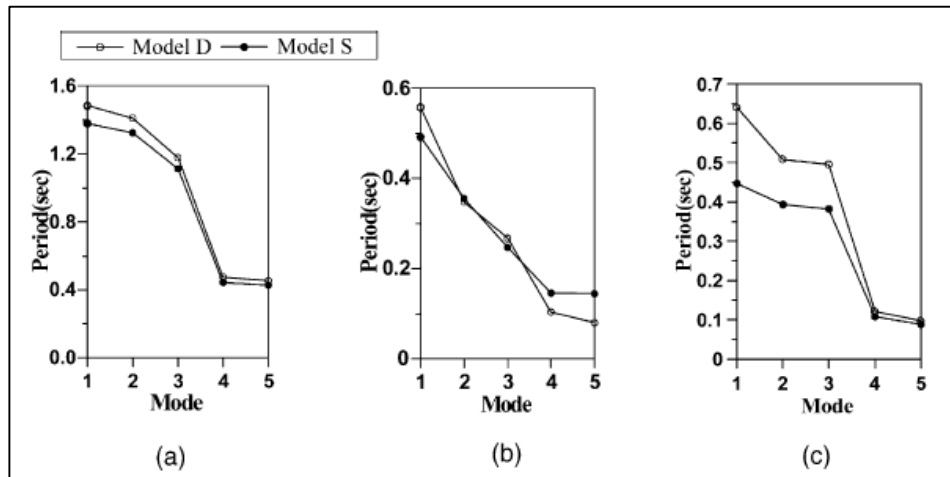 Model D Model S
1.6
1.2
0.8
0.4
0.0
Period(sec)
1 2 3 4 5
Mode
(a)
0.6
0.4
0.2
0
Period(sec)
1 2 3 4 5
Mode
(b)
0.7
0.6
0.5
0.4
0.3
0.2
0.1
0
Period(sec)
1 2 3 4 5
Mode
(c)